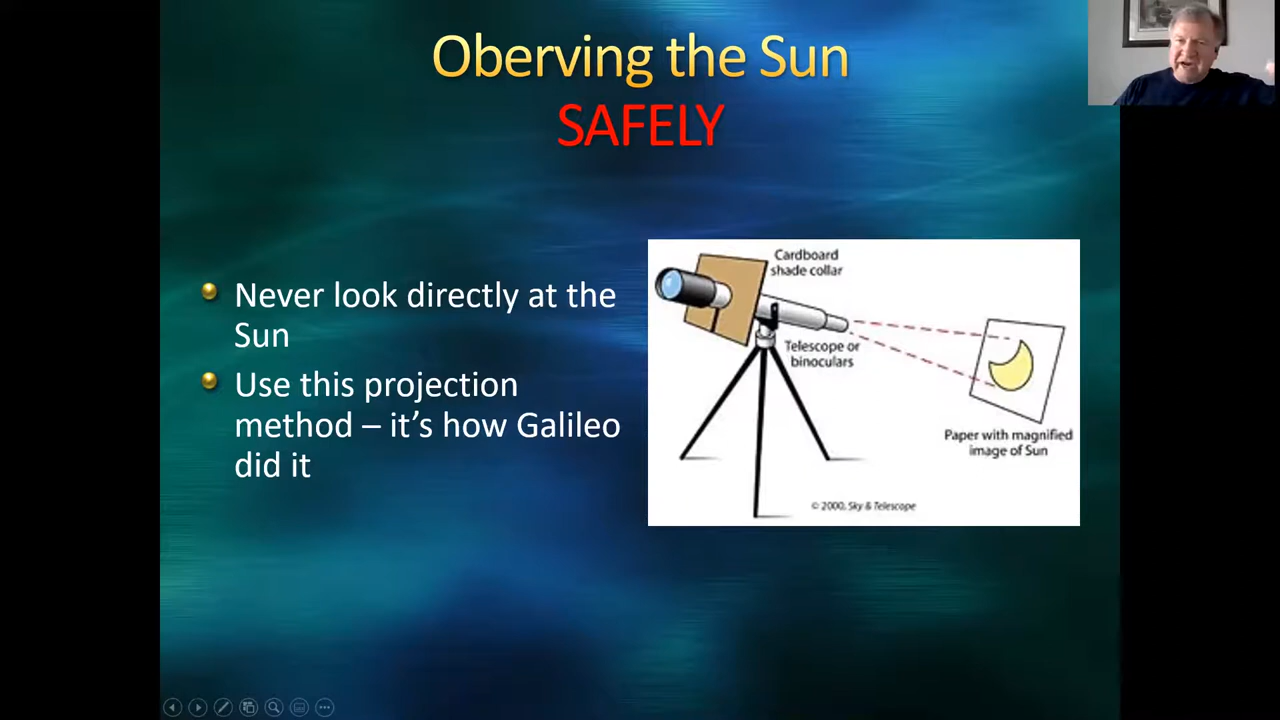 Oberving the Sun
SAFELY
Never look directly at the
Sun
Use this projection
method – it's how Galileo
did it
Cardboard
shade collar
Telescope or
binoculars
Paper with magnified
image of Sun
© 2000, Sky & Telescope